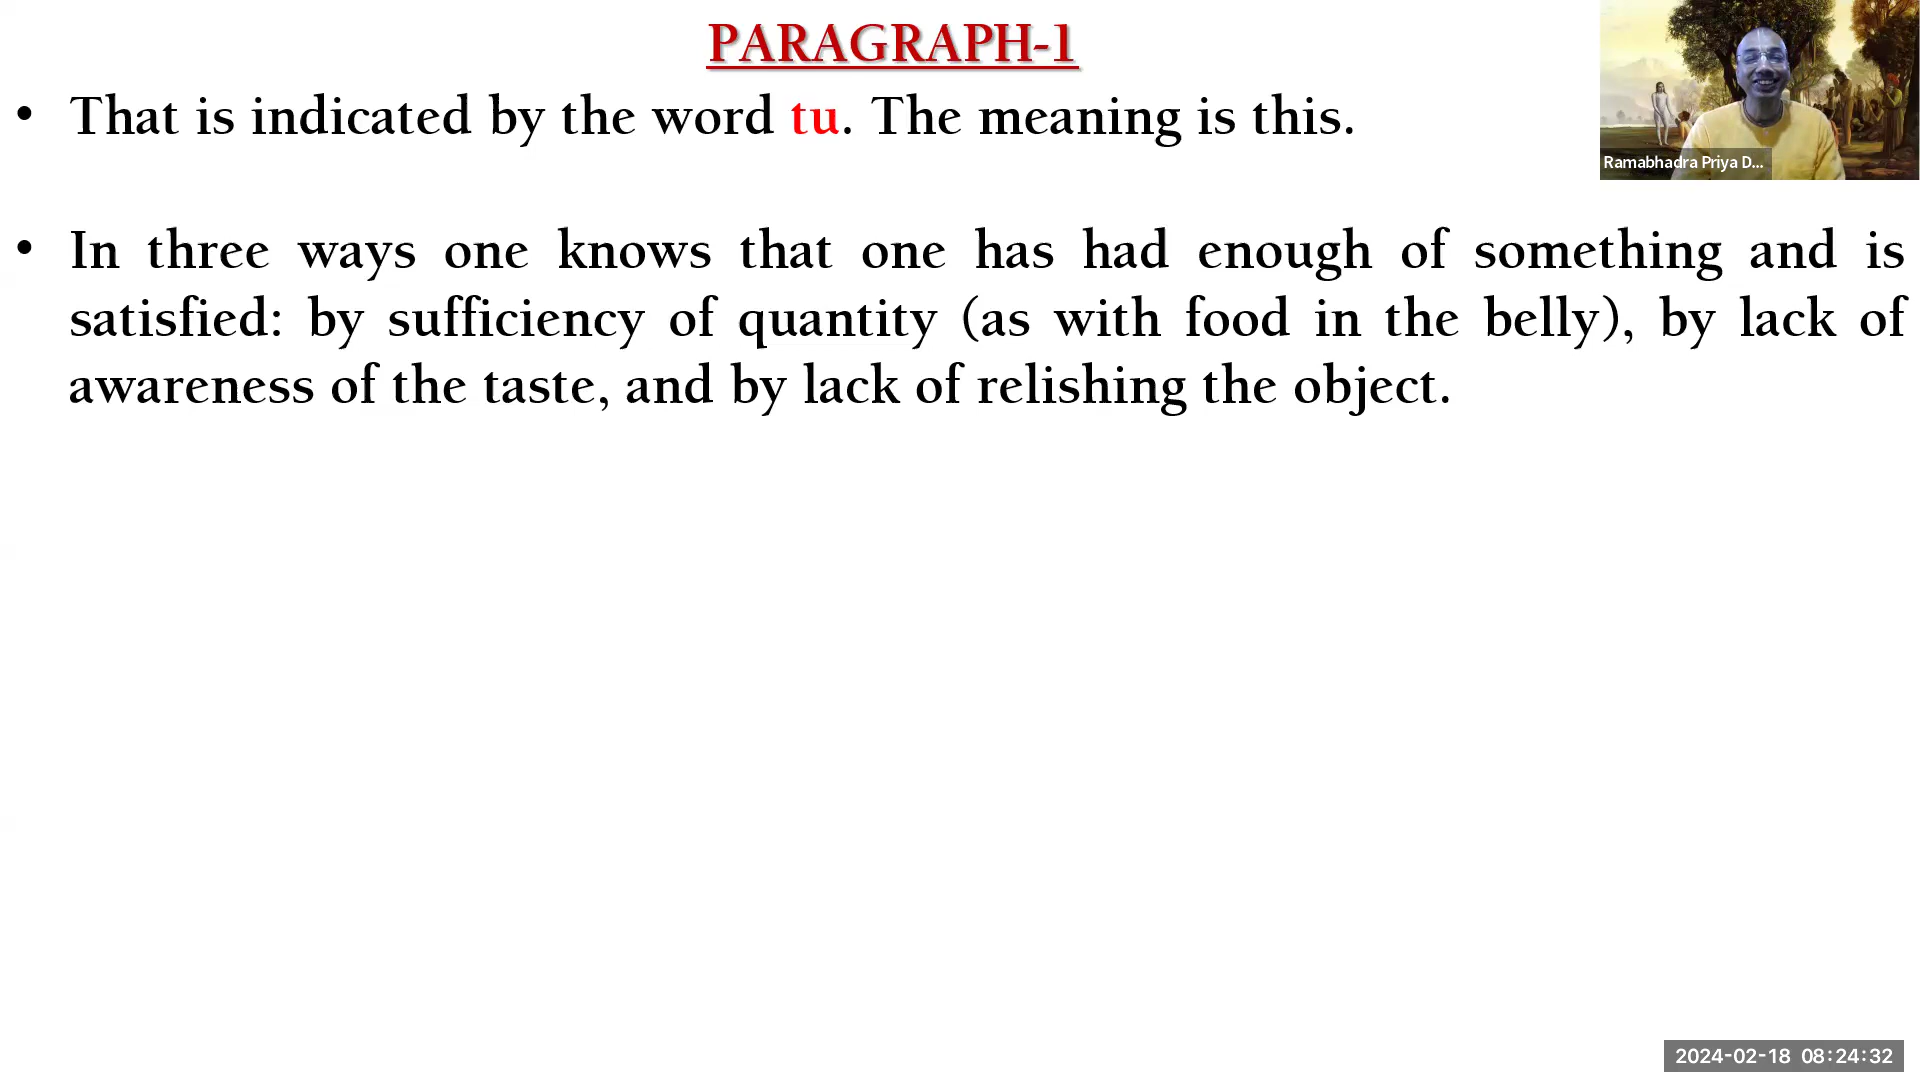 PARAGRAPH-1
• That is indicated by the word tu. The meaning is this.
Ramabhadra Priya D...
• In three ways one knows that one has had enough of something and is
satisfied: by sufficiency of quantity (as with food in the belly), by lack of
awareness of the taste, and by lack of relishing the object.
2024-02-18 08:24:32